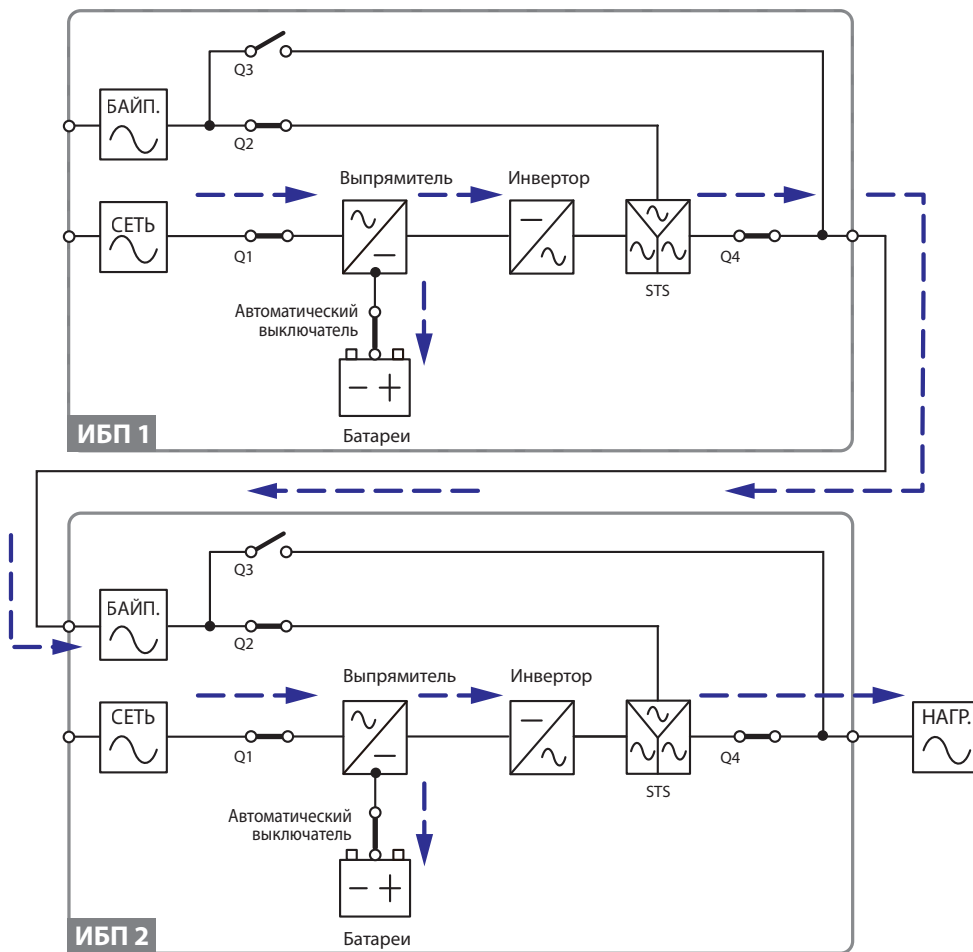 Q3
БАЙП.
Q2
Выпрямитель
Инвертор
СЕТЬ
Q1
STS
Q4
Автоматический
выключатель
Батареи
ИБП 1
Q3
БАЙП.
Q2
Выпрямитель
Инвертор
СЕТЬ
НАГР.
Q1
STS
Q4
Автоматический
выключатель
Батареи
ИБП 2